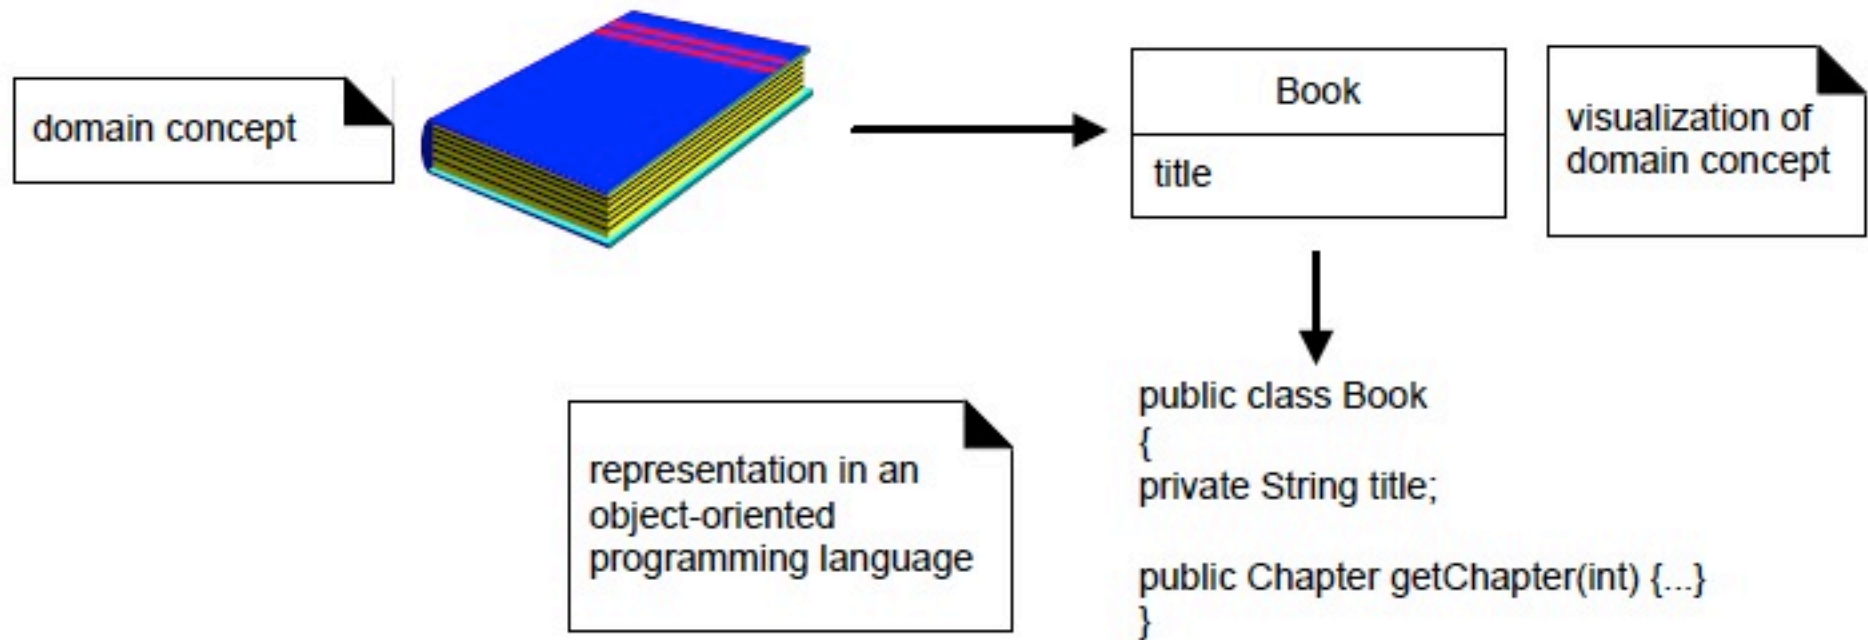 domain concept
Book
title
visualization of
domain concept
representation in an
object-oriented
programming language
public class Book
{
private String title;
public Chapter getChapter(int) {...}
}